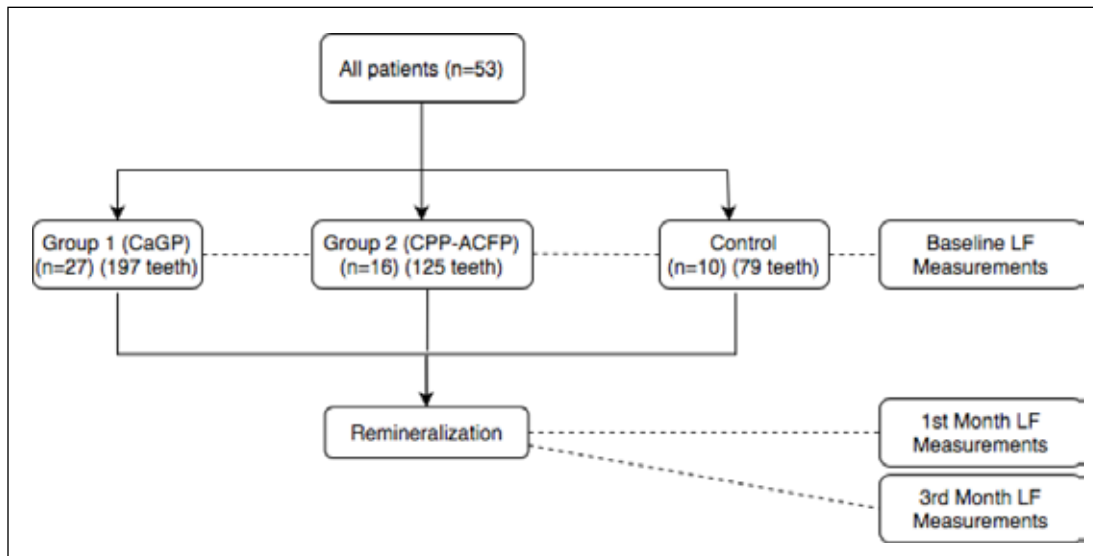 All patients (n=53)
Group 1 (CaGP)
(n=27) (197 teeth)
Group 2 (CPP-ACFP)
(n=16) (125 teeth)
Control
(n=10) (79 teeth)
Baseline LF
Measurements
Remineralization
1st Month LF
Measurements
3rd Month LF
Measurements